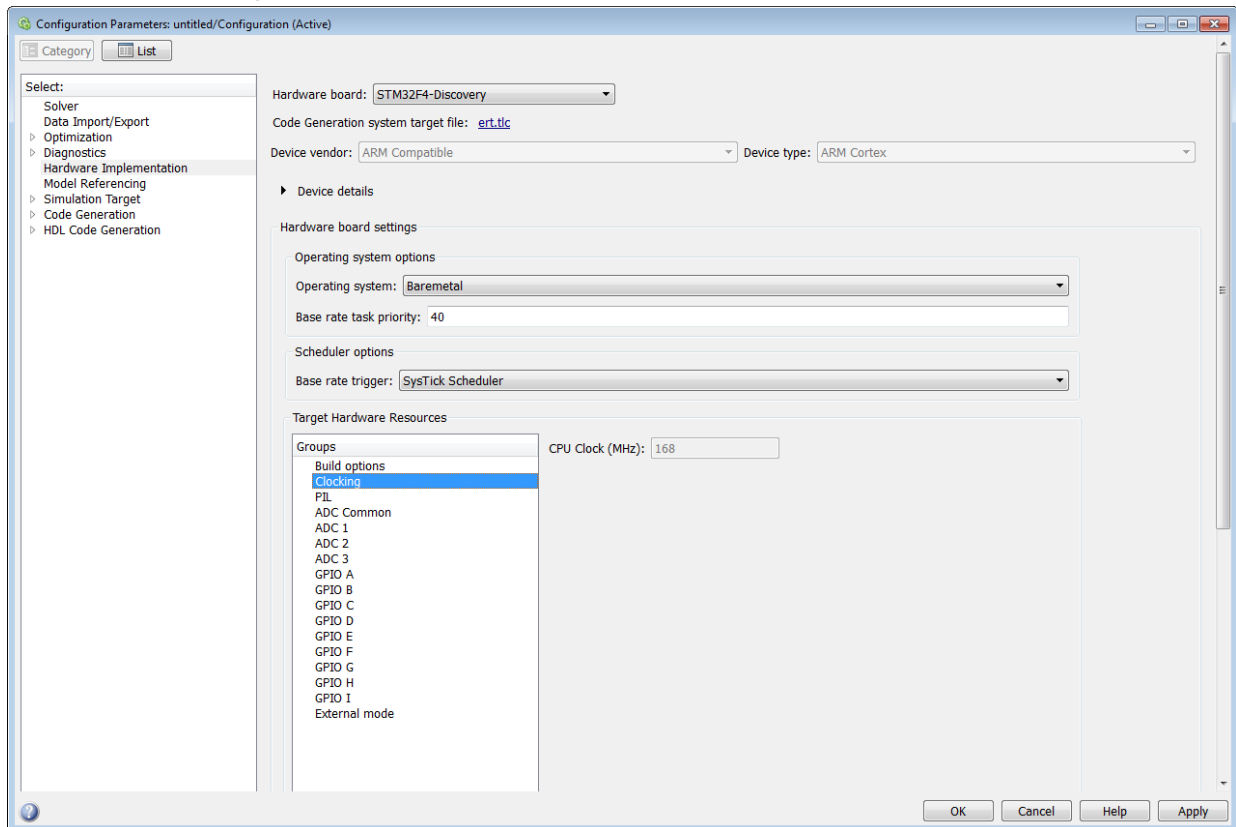 Configuration Parameters: untitled/Configuration (Active)
Category List
Select:
Solver
Data Import/Export
Optimization
Diagnostics
Hardware Implementation
Model Referencing
Simulation Target
Code Generation
HDL Code Generation
Hardware board: STM32F4-Discovery
Code Generation system target file: ert.tlc
Device vendor: ARM Compatible Device type: ARM Cortex
Device details
Hardware board settings
Operating system options
Operating system: Baremetal
Base rate task priority: 40
Scheduler options
Base rate trigger: SysTick Scheduler
Target Hardware Resources
Groups
Build options
Clocking
PIL
ADC Common
ADC 1
ADC 2
ADC 3
GPIO A
GPIO B
GPIO C
GPIO D
GPIO E
GPIO F
GPIO G
GPIO H
GPIO I
External mode
CPU Clock (MHz): 168
OK Cancel Help Apply